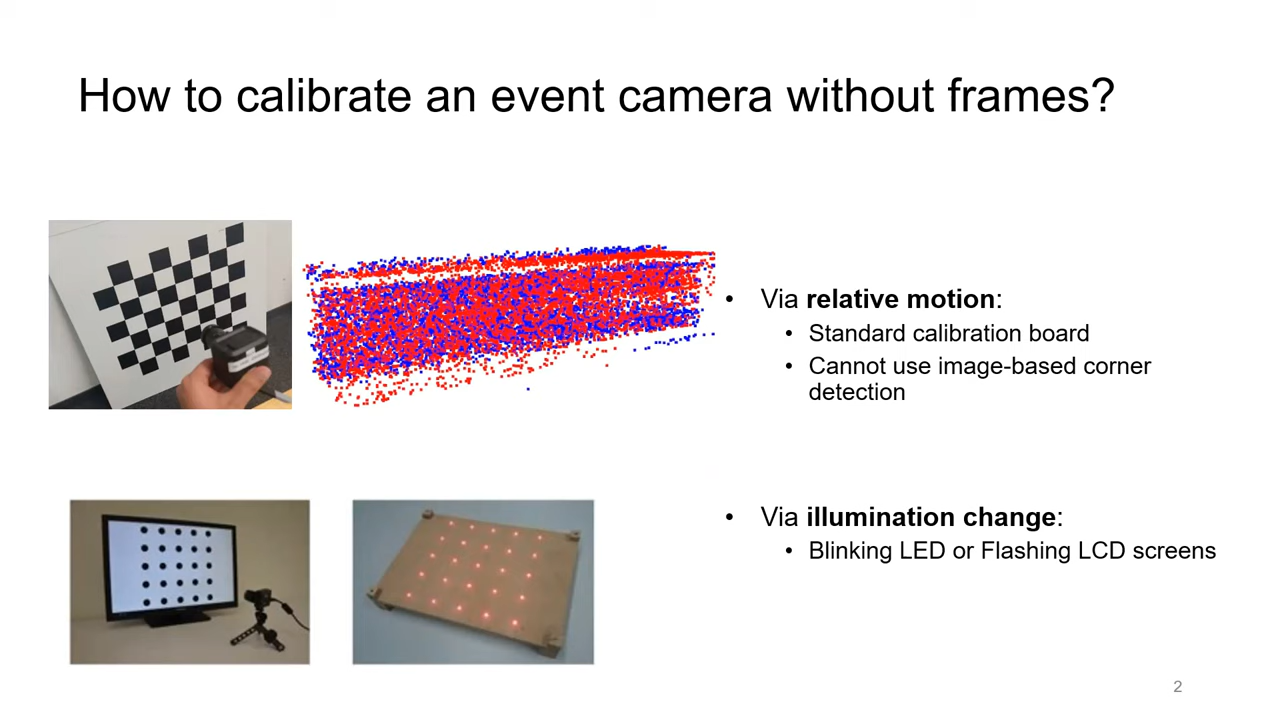 How to calibrate an event camera without frames?
• Via relative motion:
• Standard calibration board
• Cannot use image-based corner
detection
• Via illumination change:
• Blinking LED or Flashing LCD screens
2